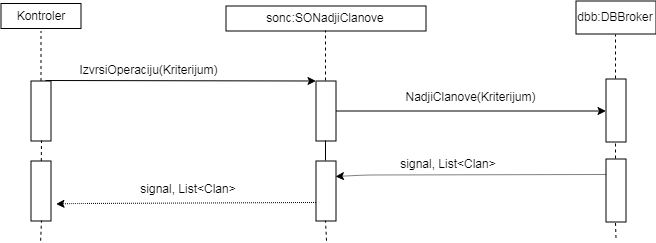 Kontroler
sonc:SONadjiClanove
dbb:DBBroker
IzvrsiOperaciju(Kriterijum)
NadjiClanove(Kriterijum)
signal, List<Clan>
signal, List<Clan>